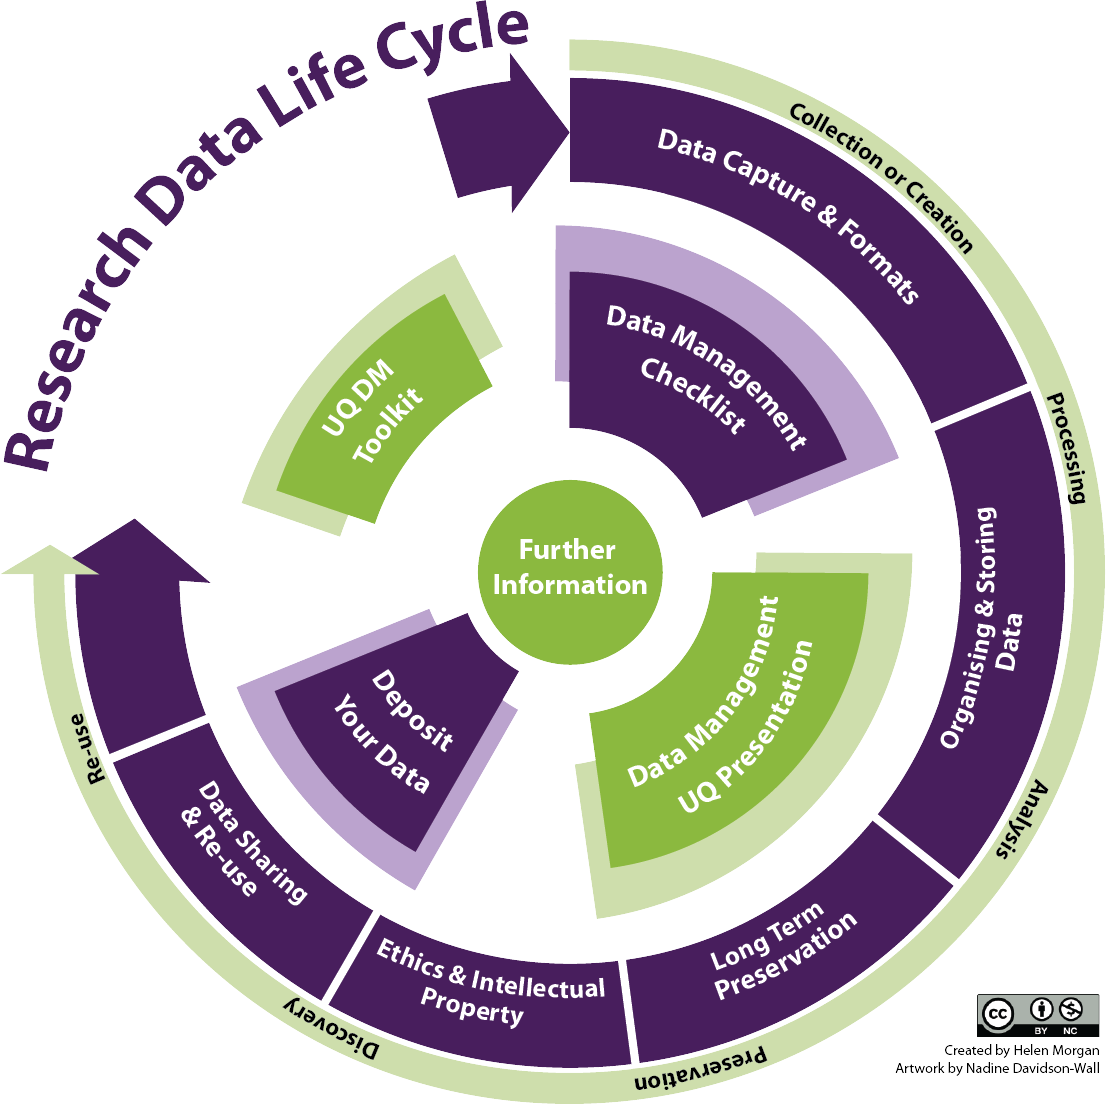 Research Data Life Cycle
Collection or Creation
Data Capture & Formats
Processing
Organising & Storing
Data
Analysis
Long Term
Preservation
Preservation
Ethics & Intellectual
Property
Discovery
Data Sharing
& Re-use
Re-use
Data Management
Checklist
Data Management
UQ Presentation
Deposit
Your Data
UQ DM
Toolkit
Further
Information
cc
BY NC
Created by Helen Morgan
Artwork by Nadine Davidson-Wall